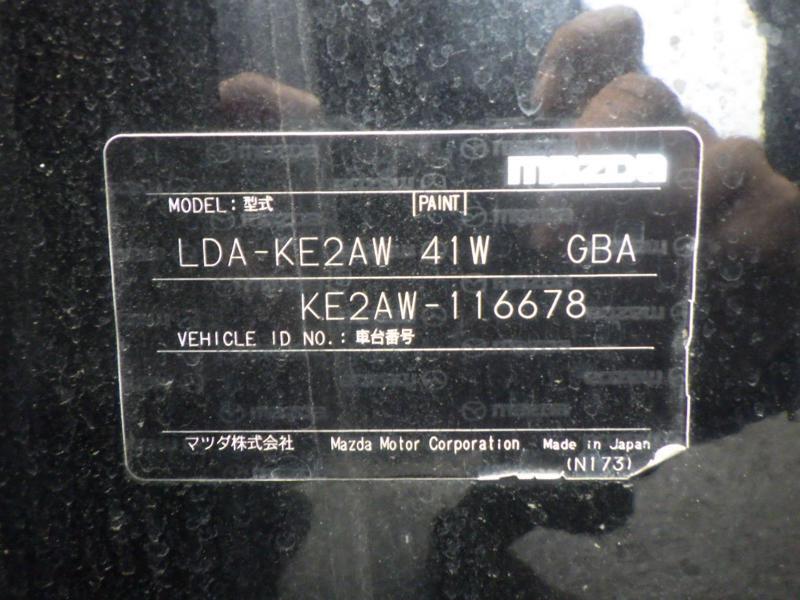 mazda
MODEL: 型式 PAINT
LDA-KE2AW 41W GBA
KE2AW-116678
VEHICLE ID NO.: 車台番号
マツダ株式会社 Mazda Motor Corporation Made in Japan
(N173)